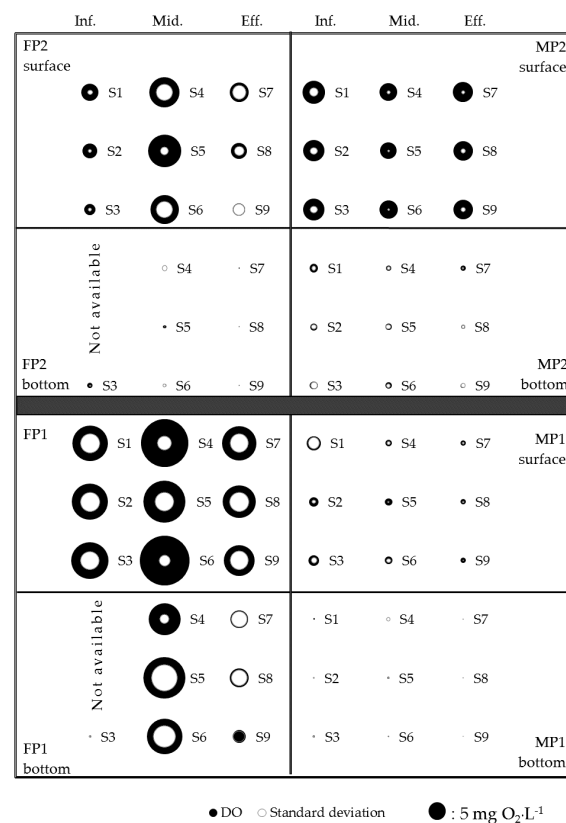 Inf. Mid. Eff. Inf. Mid. Eff.
FP2
surface
MP2
surface
S1 S4 S7 S1 S4 S7
S2 S5 S8 S2 S5 S8
S3 S6 S9 S3 S6 S9
Not available
S4 S7 S1 S4 S7
S5 S8 S2 S5 S8
FP2
bottom
MP2
bottom
S3 S6 S9 S3 S6 S9
FP1
MP1
surface
S1 S4 S7 S1 S4 S7
S2 S5 S8 S2 S5 S8
S3 S6 S9 S3 S6 S9
Not available
S4 S7 S1 S4 S7
S5 S8 S2 S5 S8
S3 S6 S9 S3 S6 S9
FP1
bottom
MP1
bottom
DO Standard deviation : 5 mg O₂·L⁻¹